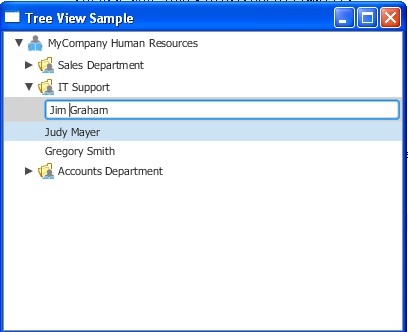 Tree View Sample
MyCompany Human Resources
Sales Department
IT Support
Jim Graham
Judy Mayer
Gregory Smith
Accounts Department